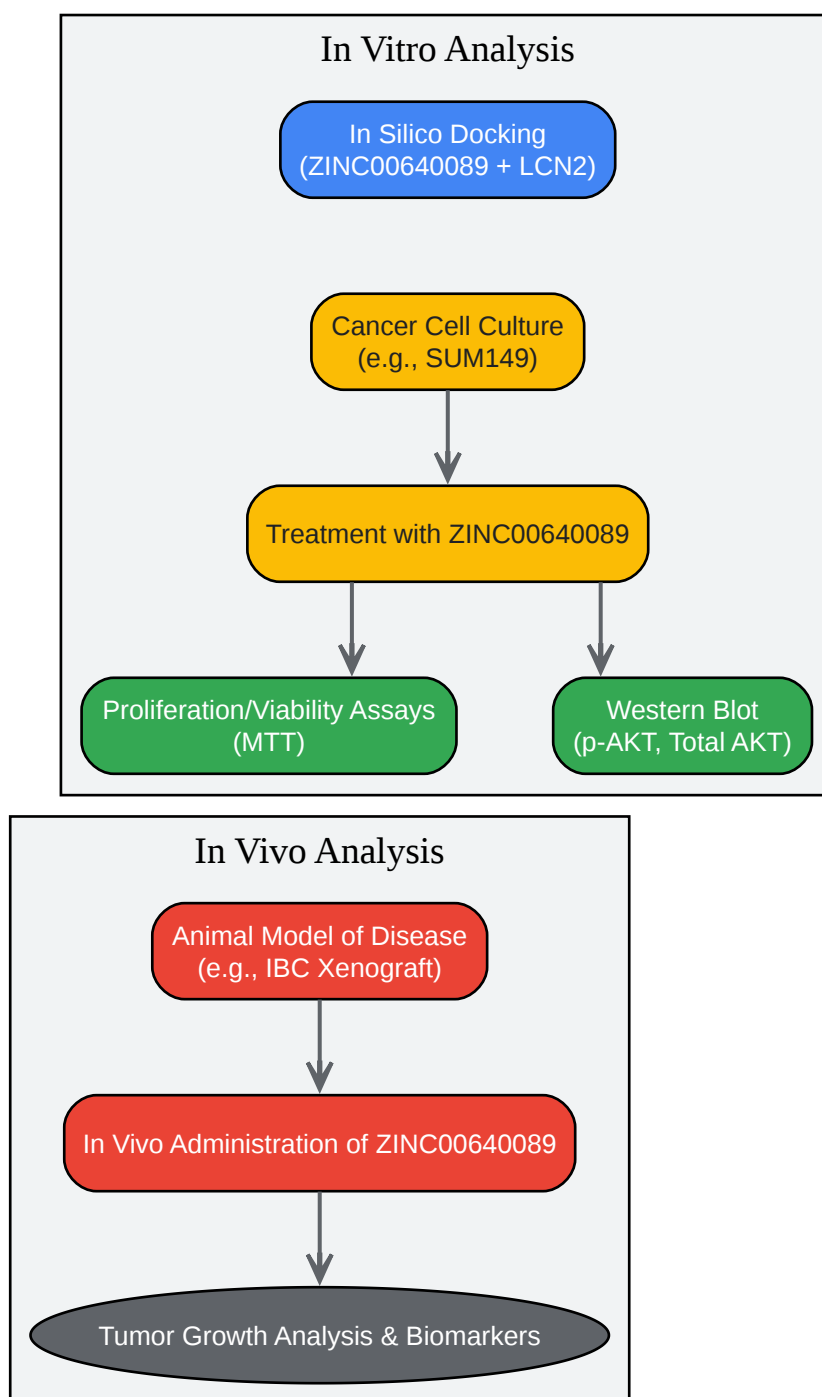 In Vitro Analysis
In Silico Docking
(ZINC00640089 + LCN2)
Cancer Cell Culture
(e.g., SUM149)
Treatment with ZINC00640089
Proliferation/Viability Assays
(MTT)
Western Blot
(p-AKT, Total AKT)
In Vivo Analysis
Animal Model of Disease
(e.g., IBC Xenograft)
In Vivo Administration of ZINC00640089
Tumor Growth Analysis & Biomarkers